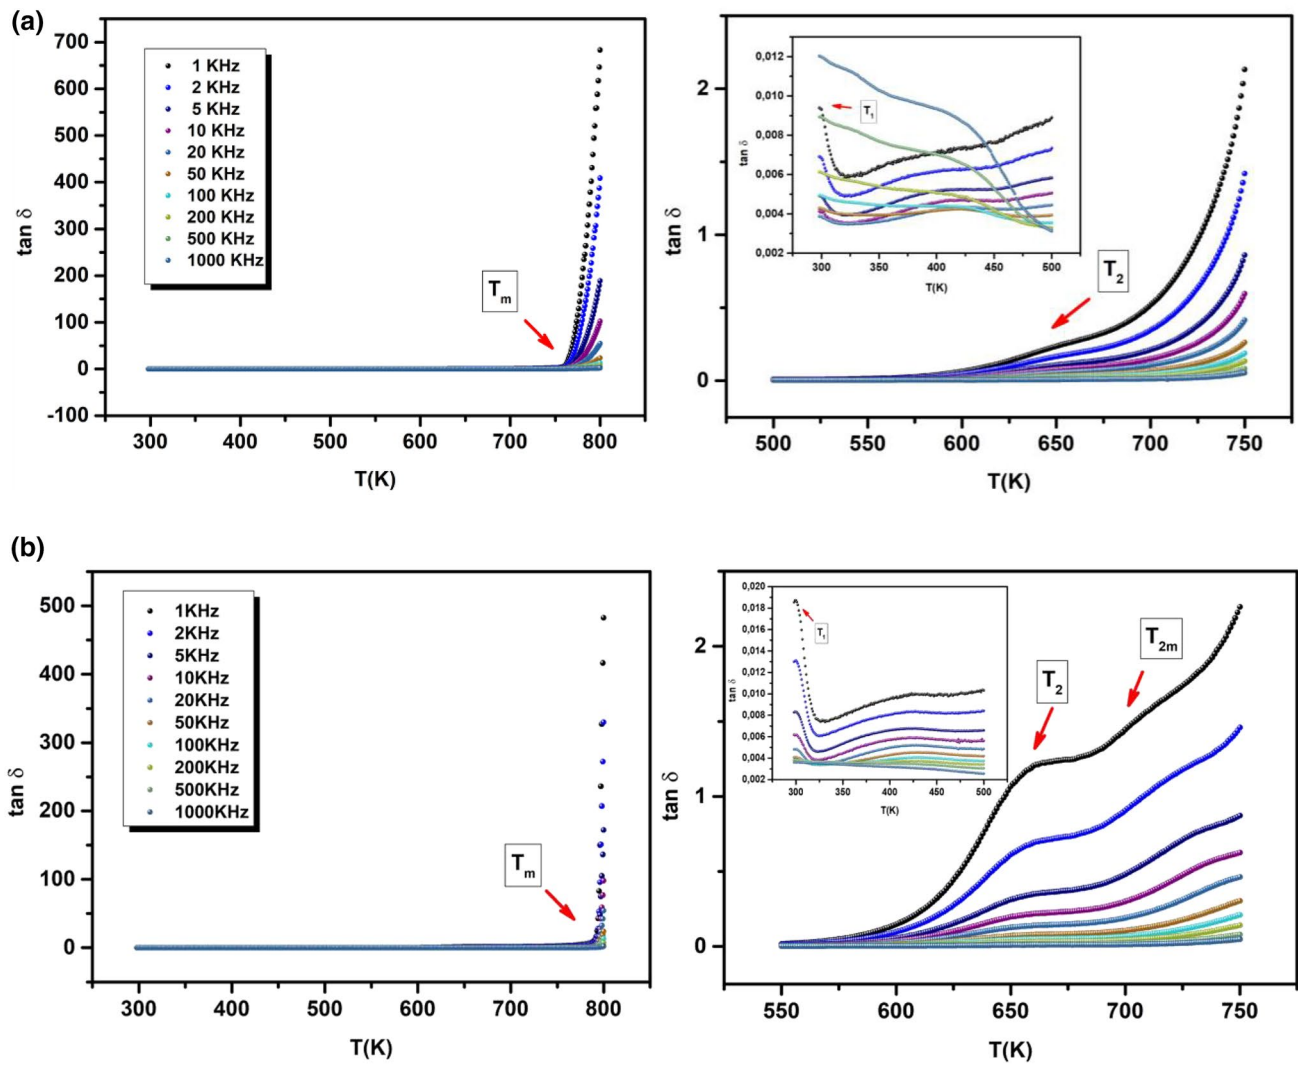 (a)
700
600
500
400
300
200
100
0
-100
tan δ
1 KHz
2 KHz
5 KHz
10 KHz
20 KHz
50 KHz
100 KHz
200 KHz
500 KHz
1000 KHz
Tm
300 400 500 600 700 800
T(K)
2
1
0
tan δ
0,012
0,010
0,008
0,006
0,004
0,002
tan δ
T1
300 350 400 450 500
T(K)
T2
500 550 600 650 700 750
T(K)
(b)
500
400
300
200
100
0
tan δ
1KHz
2KHz
5KHz
10KHz
20KHz
50KHz
100KHz
200KHz
500KHz
1000KHz
Tm
300 400 500 600 700 800
T(K)
2
1
0
tan δ
0,020
0,018
0,016
0,014
0,012
0,010
0,008
0,006
0,004
0,002
tan δ
T1
300 350 400 450 500
T(K)
T2
T2m
550 600 650 700 750
T(K)